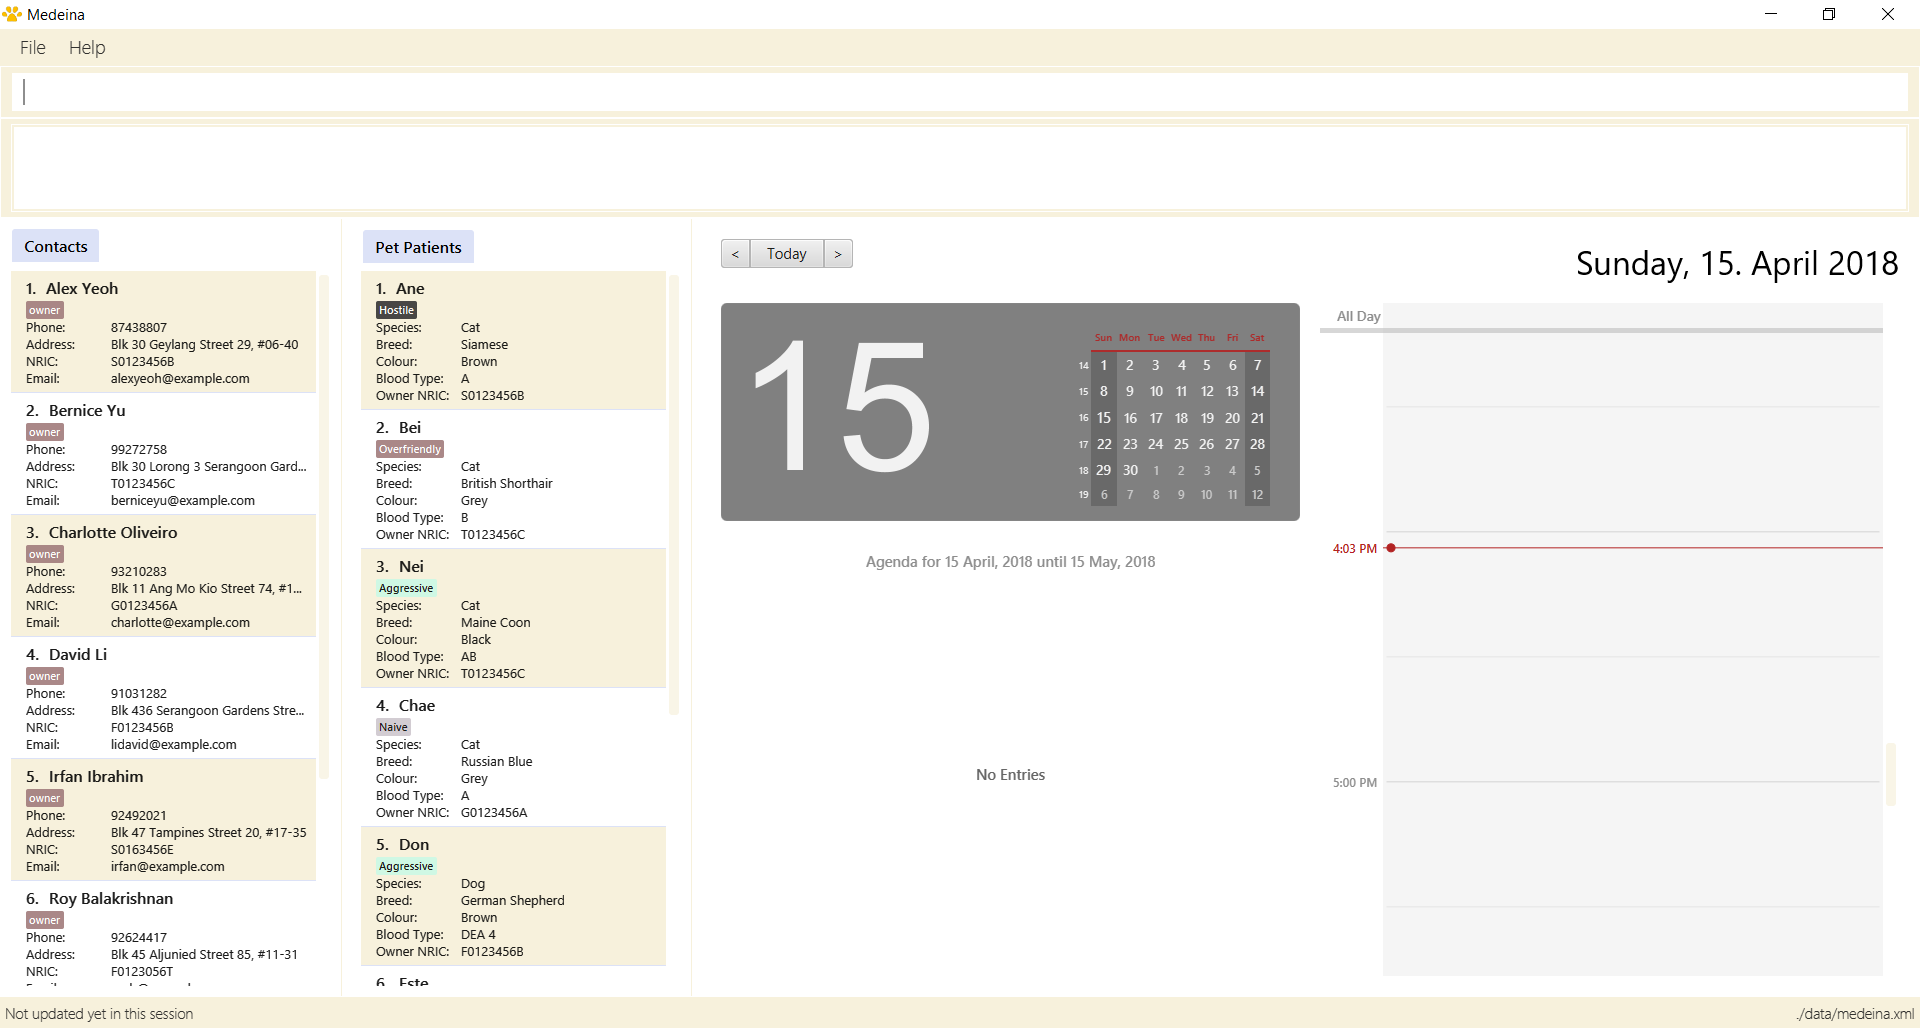 Medeina
File Help
Contacts
1. Alex Yeoh
owner
Phone: 87438807
Address: Blk 30 Geylang Street 29, #06-40
NRIC: S0123456B
Email: alexyeoh@example.com
2. Bernice Yu
owner
Phone: 99272758
Address: Blk 30 Lorong 3 Serangoon Gard...
NRIC: T0123456C
Email: berniceyu@example.com
3. Charlotte Oliveiro
owner
Phone: 93210283
Address: Blk 11 Ang Mo Kio Street 74, #1...
NRIC: G0123456A
Email: charlotte@example.com
4. David Li
owner
Phone: 91031282
Address: Blk 436 Serangoon Gardens Stre...
NRIC: F0123456B
Email: lidavid@example.com
5. Irfan Ibrahim
owner
Phone: 92492021
Address: Blk 47 Tampines Street 20, #17-35
NRIC: S0163456E
Email: irfan@example.com
6. Roy Balakrishnan
owner
Phone: 92624417
Address: Blk 45 Aljunied Street 85, #11-31
NRIC: F0123056T
Pet Patients
1. Ane
Hostile
Species: Cat
Breed: Siamese
Colour: Brown
Blood Type: A
Owner NRIC: S0123456B
2. Bei
Overfriendly
Species: Cat
Breed: British Shorthair
Colour: Grey
Blood Type: B
Owner NRIC: T0123456C
3. Nei
Aggressive
Species: Cat
Breed: Maine Coon
Colour: Black
Blood Type: AB
Owner NRIC: T0123456C
4. Chae
Naive
Species: Cat
Breed: Russian Blue
Colour: Grey
Blood Type: A
Owner NRIC: G0123456A
5. Don
Aggressive
Species: Dog
Breed: German Shepherd
Colour: Brown
Blood Type: DEA 4
Owner NRIC: F0123456B
6. Este
< Today >
Sunday, 15. April 2018
15
Sun Mon Tue Wed Thu Fri Sat
14 1 2 3 4 5 6 7
15 8 9 10 11 12 13 14
16 15 16 17 18 19 20 21
17 22 23 24 25 26 27 28
18 29 30 1 2 3 4 5
19 6 7 8 9 10 11 12
Agenda for 15 April, 2018 until 15 May, 2018
No Entries
All Day
4:03 PM
5:00 PM
Not updated yet in this session
./data/medeina.xml